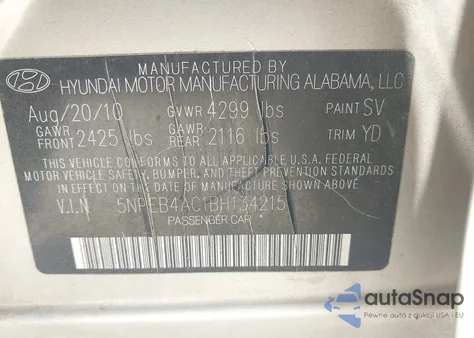 MANUFACTURED BY
HYUNDAI MOTOR MANUFACTURING ALABAMA, LLC
Aug/20/10 GVWR 4299 lbs PAINT SV
GAWR FRONT 2425 lbs GAWR REAR 2116 lbs TRIM YD
THIS VEHICLE CONFORMS TO ALL APPLICABLE U.S.A. FEDERAL
MOTOR VEHICLE SAFETY, BUMPER, AND THEFT PREVENTION
STANDARDS IN EFFECT ON THE DATE OF MANUFACTURE SHOWN ABOVE.
V.I.N 5NPEB4AC1BH134215
PASSENGER CAR
autoSnap
Pewne auta z aukcji USA i EU